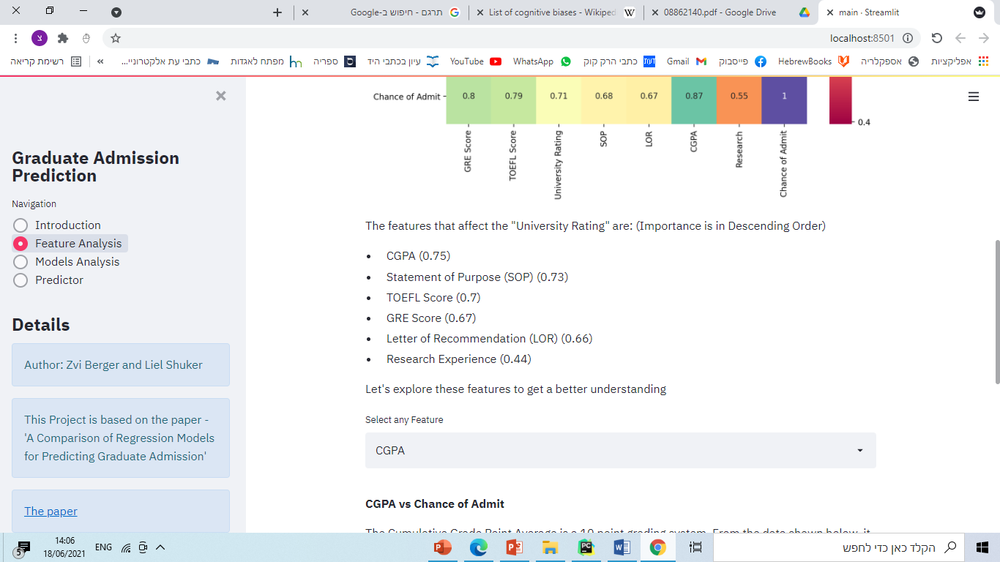 תרגם - חיפוש ב-Google
List of cognitive biases - Wikiped
08862140.pdf - Google Drive
main · Streamlit
localhost:8501
רשימת קריאה
«
כתבי עת אלקטרוניי...
מפתח לאגדות
ספריה
עיון בכתבי היד
YouTube
WhatsApp
כתבי הרק קוק
Gmail
פייסבוק
HebrewBooks
אספקלריה
אפליקציות
Chance of Admit
0.8 0.79 0.71 0.68 0.67 0.87 0.55 1
0.4
GRE Score
TOEFL Score
University Rating
SOP
LOR
CGPA
Research
Chance of Admit
Graduate Admission
Prediction
Navigation
Introduction
Feature Analysis
Models Analysis
Predictor
Details
Author: Zvi Berger and Liel Shuker
This Project is based on the paper -
'A Comparison of Regression Models
for Predicting Graduate Admission'
The paper
The features that affect the "University Rating" are: (Importance is in Descending Order)
• CGPA (0.75)
• Statement of Purpose (SOP) (0.73)
• TOEFL Score (0.7)
• GRE Score (0.67)
• Letter of Recommendation (LOR) (0.66)
• Research Experience (0.44)
Let's explore these features to get a better understanding
Select any Feature
CGPA
CGPA vs Chance of Admit
The Cumulative Grade Point Average is a 10 point grading system. From the data shown below, it
14:06
18/06/2021
5
ENG
הקלד כאן כדי לחפש